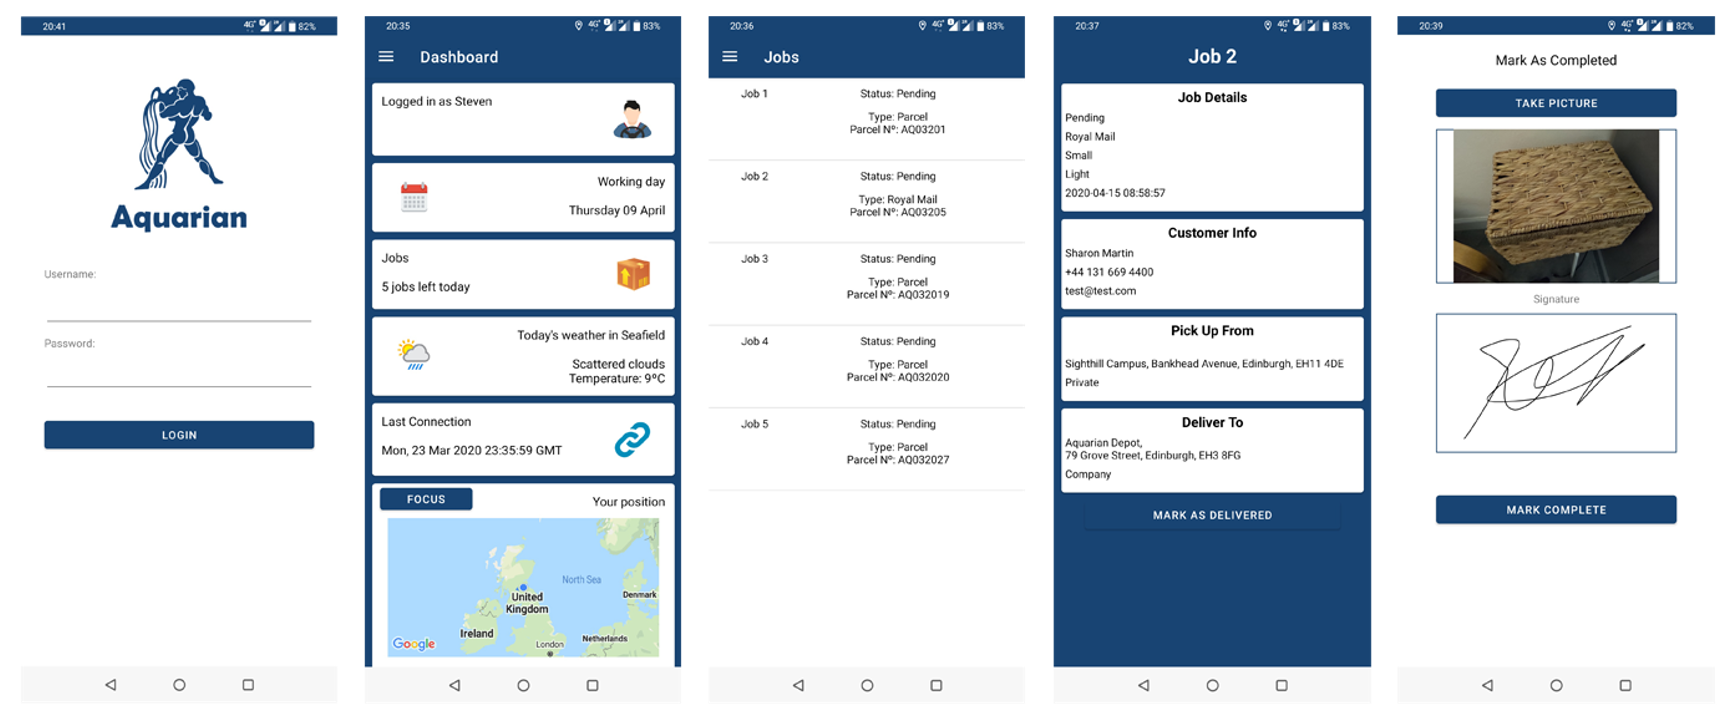 20:41
4G+ 82%
Aquarian
Username:
Password:
LOGIN
20:35
4G+ 83%
Dashboard
Logged in as Steven
Working day
Thursday 09 April
Jobs
5 jobs left today
Today's weather in Seafield
Scattered clouds
Temperature: 9ºC
Last Connection
Mon, 23 Mar 2020 23:35:59 GMT
FOCUS
Your position
North Sea
United
Kingdom
Denmark
Ireland
London
Netherlands
Google
20:36
4G+ 83%
Jobs
Job 1
Status: Pending
Type: Parcel
Parcel Nº: AQ03201
Job 2
Status: Pending
Type: Royal Mail
Parcel Nº: AQ03205
Job 3
Status: Pending
Type: Parcel
Parcel Nº: AQ032019
Job 4
Status: Pending
Type: Parcel
Parcel Nº: AQ032020
Job 5
Status: Pending
Type: Parcel
Parcel Nº: AQ032027
20:37
4G+ 83%
Job 2
Job Details
Pending
Royal Mail
Small
Light
2020-04-15 08:58:57
Customer Info
Sharon Martin
+44 131 669 4400
test@test.com
Pick Up From
Sighthill Campus, Bankhead Avenue, Edinburgh, EH11 4DE
Private
Deliver To
Aquarian Depot,
79 Grove Street, Edinburgh, EH3 8FG
Company
MARK AS DELIVERED
20:39
4G+ 82%
Mark As Completed
TAKE PICTURE
Signature
MARK COMPLETE